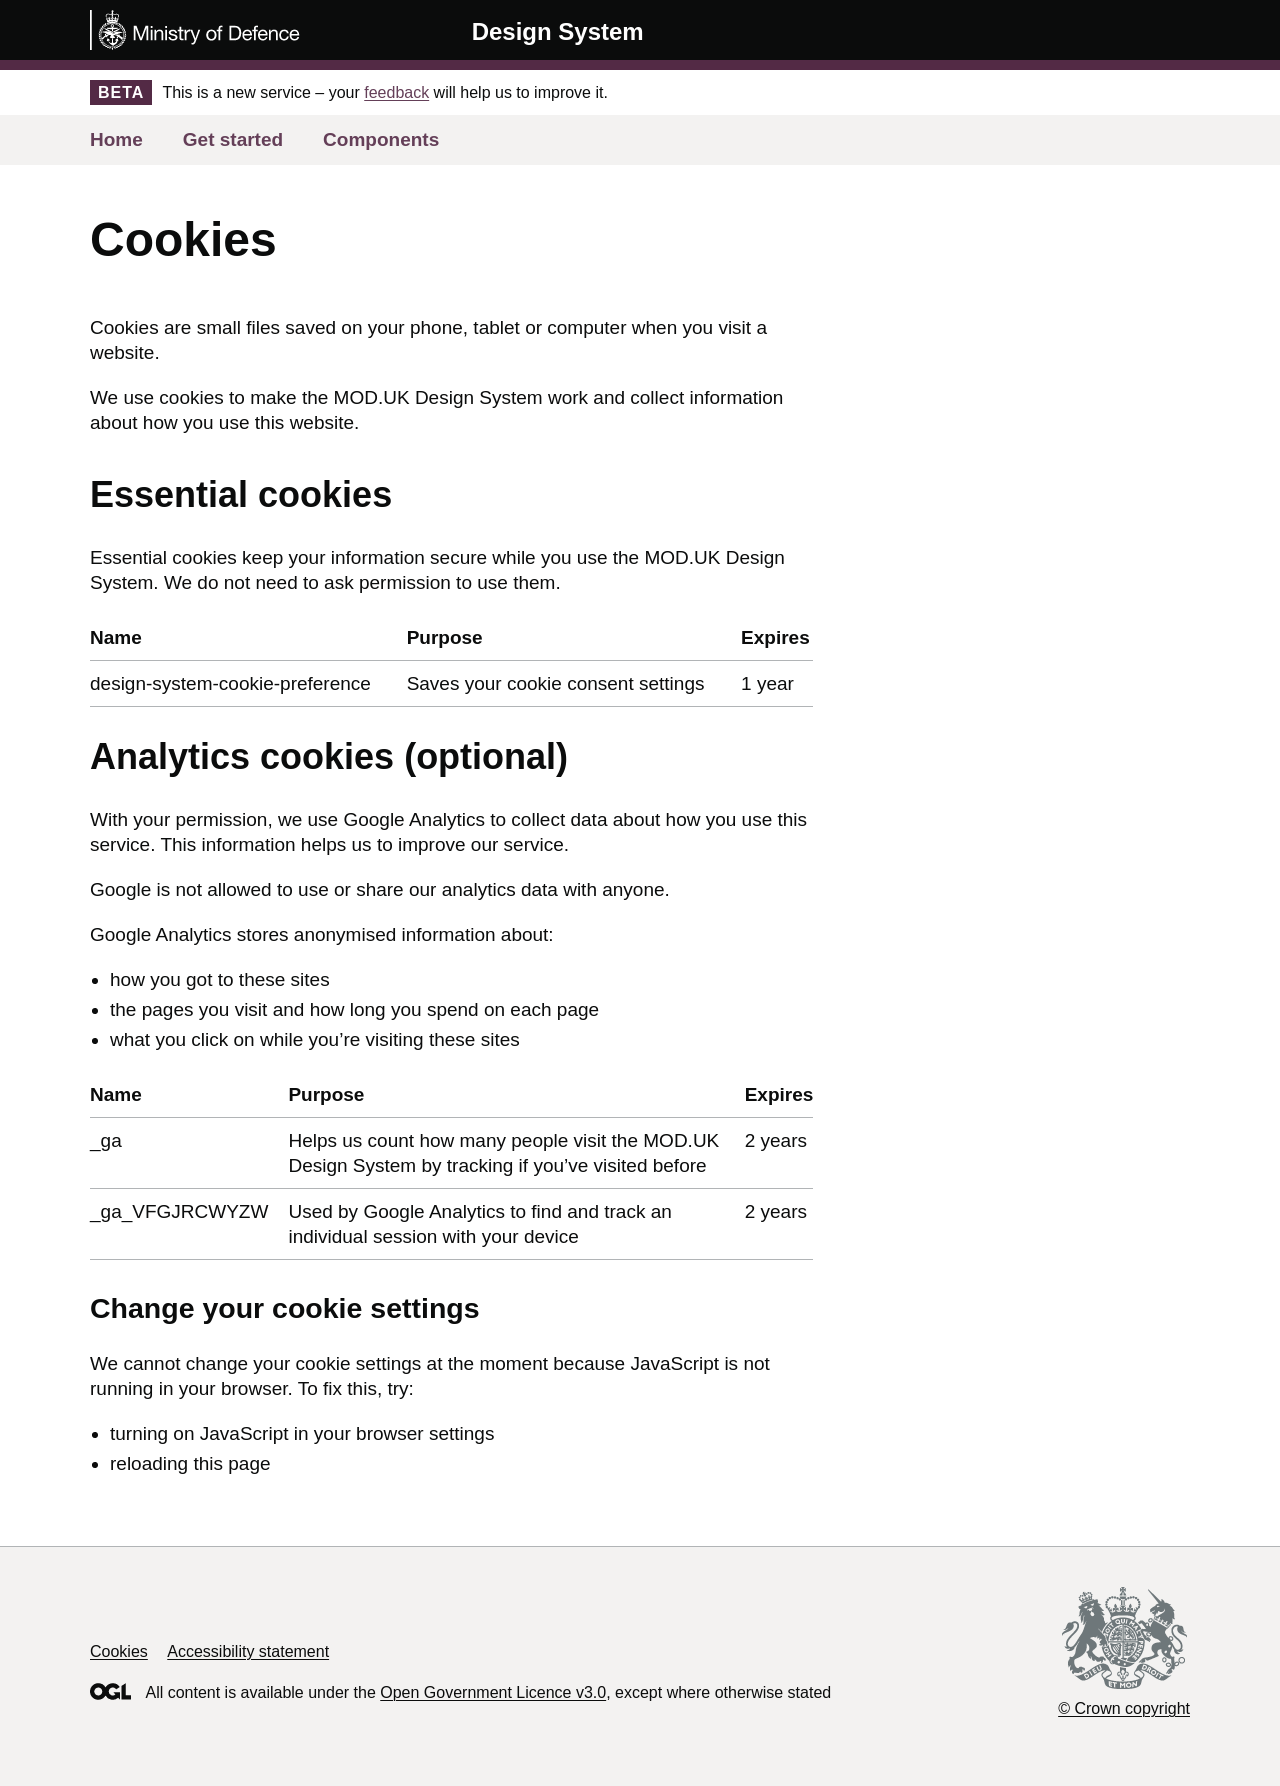 Ministry of Defence
Design System
BETA This is a new service – your feedback will help us to improve it.
Home Get started Components
Cookies
Cookies are small files saved on your phone, tablet or computer when you visit a
website.
We use cookies to make the MOD.UK Design System work and collect information
about how you use this website.
Essential cookies
Essential cookies keep your information secure while you use the MOD.UK Design
System. We do not need to ask permission to use them.
Name Purpose Expires
design-system-cookie-preference Saves your cookie consent settings 1 year
Analytics cookies (optional)
With your permission, we use Google Analytics to collect data about how you use this
service. This information helps us to improve our service.
Google is not allowed to use or share our analytics data with anyone.
Google Analytics stores anonymised information about:
• how you got to these sites
• the pages you visit and how long you spend on each page
• what you click on while you’re visiting these sites
Name Purpose Expires
_ga Helps us count how many people visit the MOD.UK 2 years
Design System by tracking if you’ve visited before
_ga_VFGJRCWYZW Used by Google Analytics to find and track an 2 years
individual session with your device
Change your cookie settings
We cannot change your cookie settings at the moment because JavaScript is not
running in your browser. To fix this, try:
• turning on JavaScript in your browser settings
• reloading this page
Cookies Accessibility statement
OGL All content is available under the Open Government Licence v3.0, except where otherwise stated
DIEU ET MON DROIT
© Crown copyright